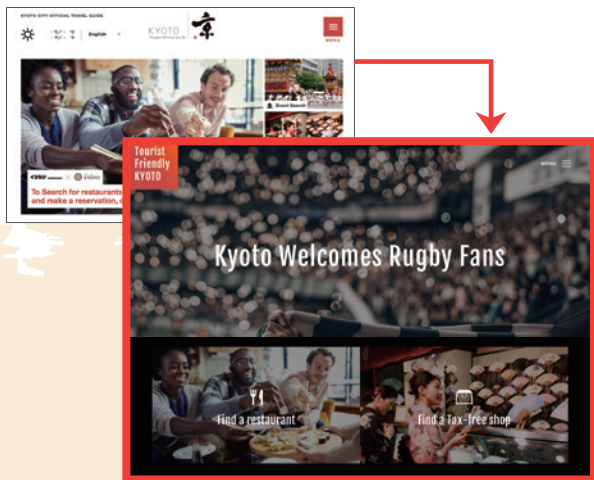 KYOTO CITY OFFICIAL TRAVEL GUIDE
English
KYOTO
京
MENU
Event Search
To Search for restaurants
and make a reservation,
Tourist
Friendly
KYOTO
MENU
Kyoto Welcomes Rugby Fans
Find a restaurant
Find a Tax-free shop